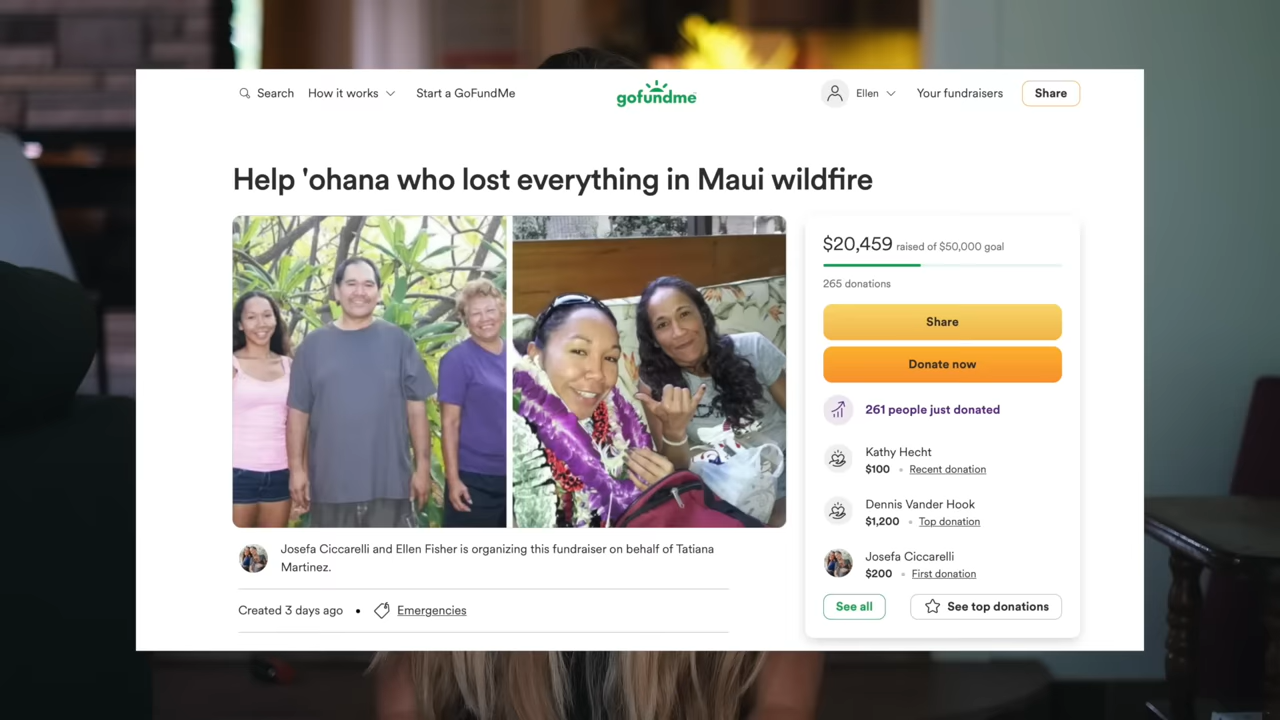 Search
How it works
Start a GoFundMe
gofundme
Ellen
Your fundraisers
Share
Help 'ohana who lost everything in Maui wildfire
$20,459 raised of $50,000 goal
265 donations
Share
Donate now
261 people just donated
Kathy Hecht
$100 • Recent donation
Dennis Vander Hook
$1,200 • Top donation
Josefa Ciccarelli
$200 • First donation
See all
See top donations
Josefa Ciccarelli and Ellen Fisher is organizing this fundraiser on behalf of Tatiana
Martinez.
Created 3 days ago • Emergencies